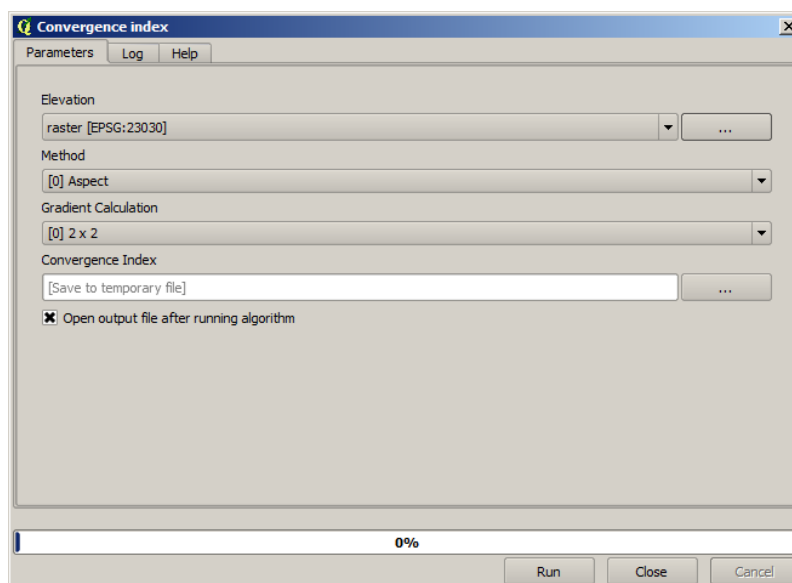 Convergence index
Parameters Log Help
Elevation
raster [EPSG:23030]
...
Method
[0] Aspect
Gradient Calculation
[0] 2 x 2
Convergence Index
[Save to temporary file]
...
Open output file after running algorithm
0%
Run Close Cancel